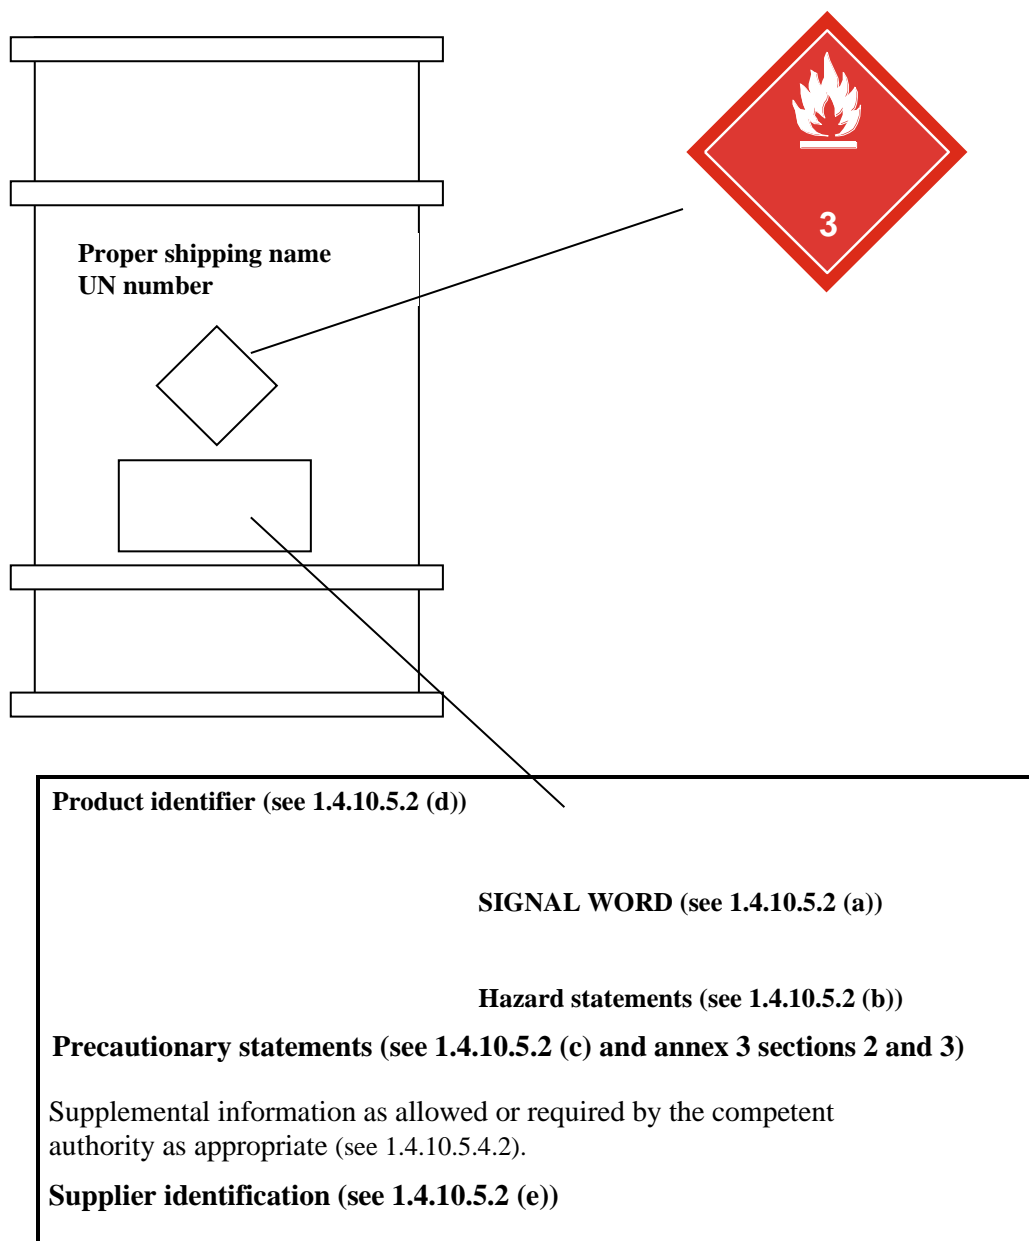 3
Proper shipping name
UN number
Product identifier (see 1.4.10.5.2 (d))
SIGNAL WORD (see 1.4.10.5.2 (a))
Hazard statements (see 1.4.10.5.2 (b))
Precautionary statements (see 1.4.10.5.2 (c) and annex 3 sections 2 and 3)
Supplemental information as allowed or required by the competent
authority as appropriate (see 1.4.10.5.4.2).
Supplier identification (see 1.4.10.5.2 (e))